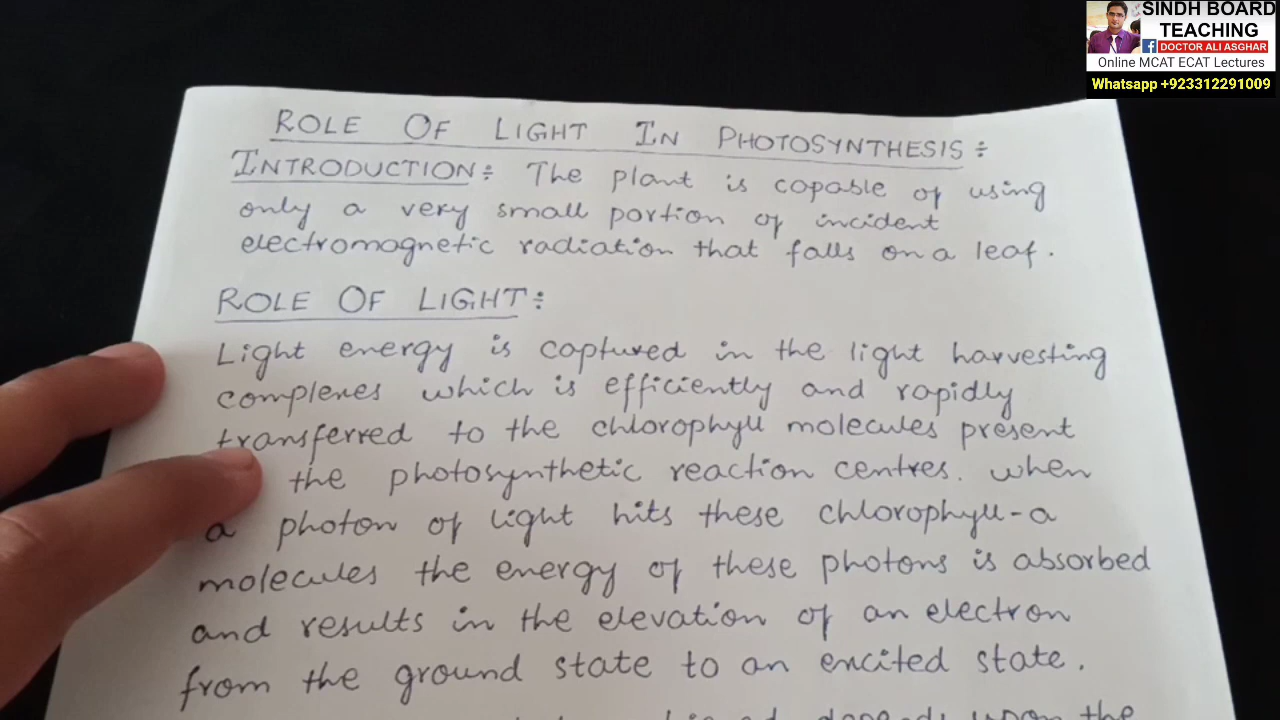 SINDH BOARD
TEACHING
DOCTOR ALI ASGHAR
Online MCAT ECAT Lectures
Whatsapp +923312291009
ROLE OF LIGHT IN PHOTOSYNTHESIS:
INTRODUCTION: The plant is capable of using
only a very small portion of incident
electromagnetic radiation that falls on a leaf.
ROLE OF LIGHT:
Light energy is captured in the light harvesting
complexes which is efficiently and rapidly
transferred to the chlorophyll molecules present
the photosynthetic reaction centres. When
a photon of light hits these chlorophyll-a
molecules the energy of these photons is absorbed
and results in the elevation of an electron
from the ground state to an excited state.
depends upon the